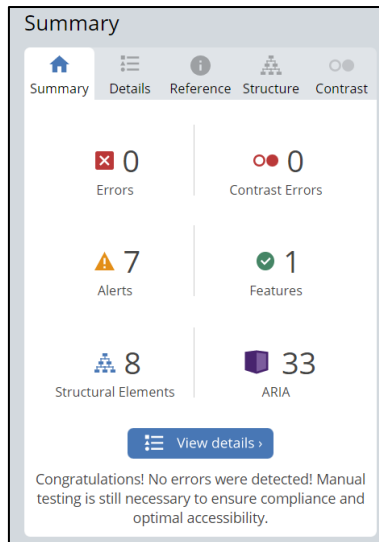 Summary
Summary Details Reference Structure Contrast
0 0
Errors Contrast Errors
7 1
Alerts Features
8 33
Structural Elements ARIA
View details ›
Congratulations! No errors were detected! Manual
testing is still necessary to ensure compliance and
optimal accessibility.